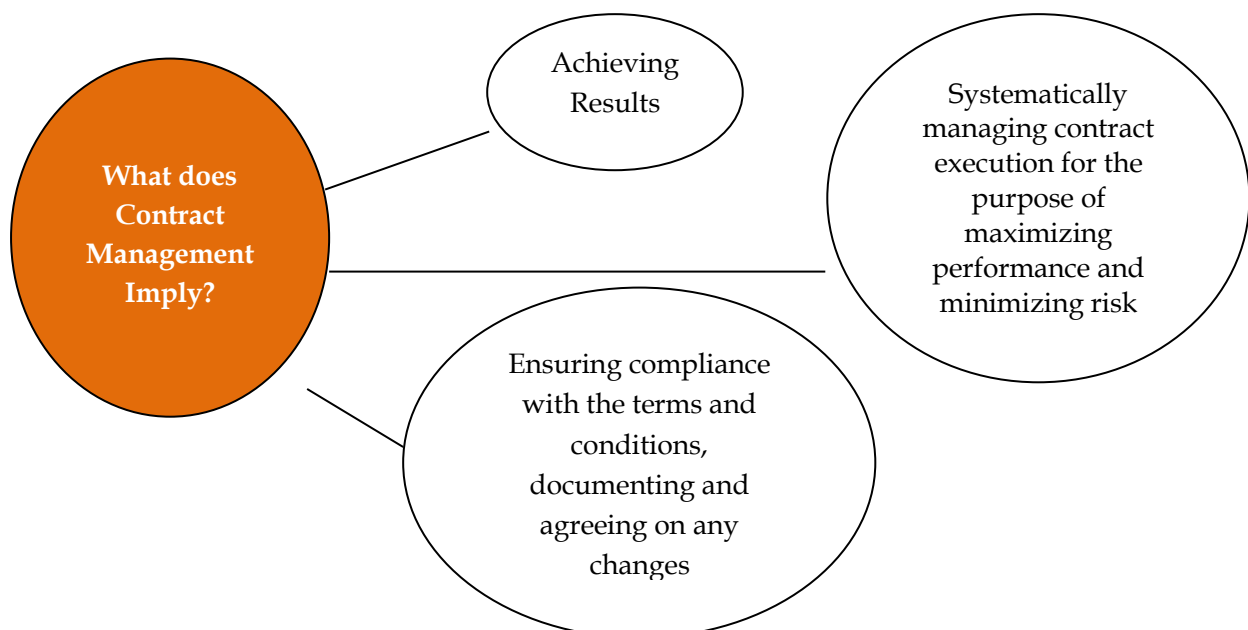 What does
Contract
Management
Imply?
Achieving
Results
Systematically
managing contract
execution for the
purpose of
maximizing
performance and
minimizing risk
Ensuring compliance
with the terms and
conditions,
documenting and
agreeing on any
changes